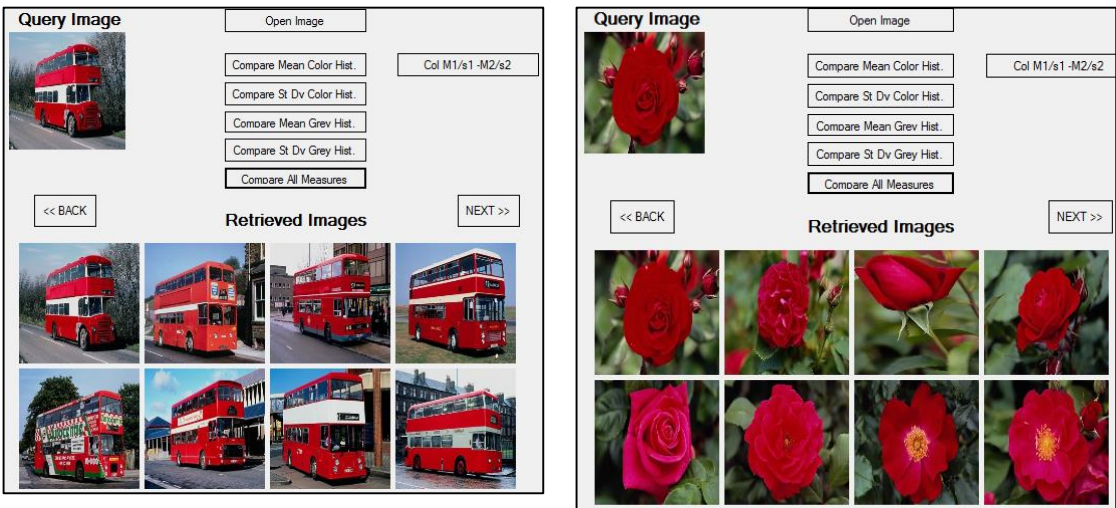 Query Image
Open Image
Compare Mean Color Hist.
Col M1/s1 -M2/s2
Compare St Dv Color Hist.
Compare Mean Grey Hist.
Compare St Dv Grey Hist.
Compare All Measures
<< BACK
Retrieved Images
NEXT >>
Query Image
Open Image
Compare Mean Color Hist.
Col M1/s1 -M2/s2
Compare St Dv Color Hist.
Compare Mean Grey Hist.
Compare St Dv Grey Hist.
Compare All Measures
<< BACK
Retrieved Images
NEXT >>